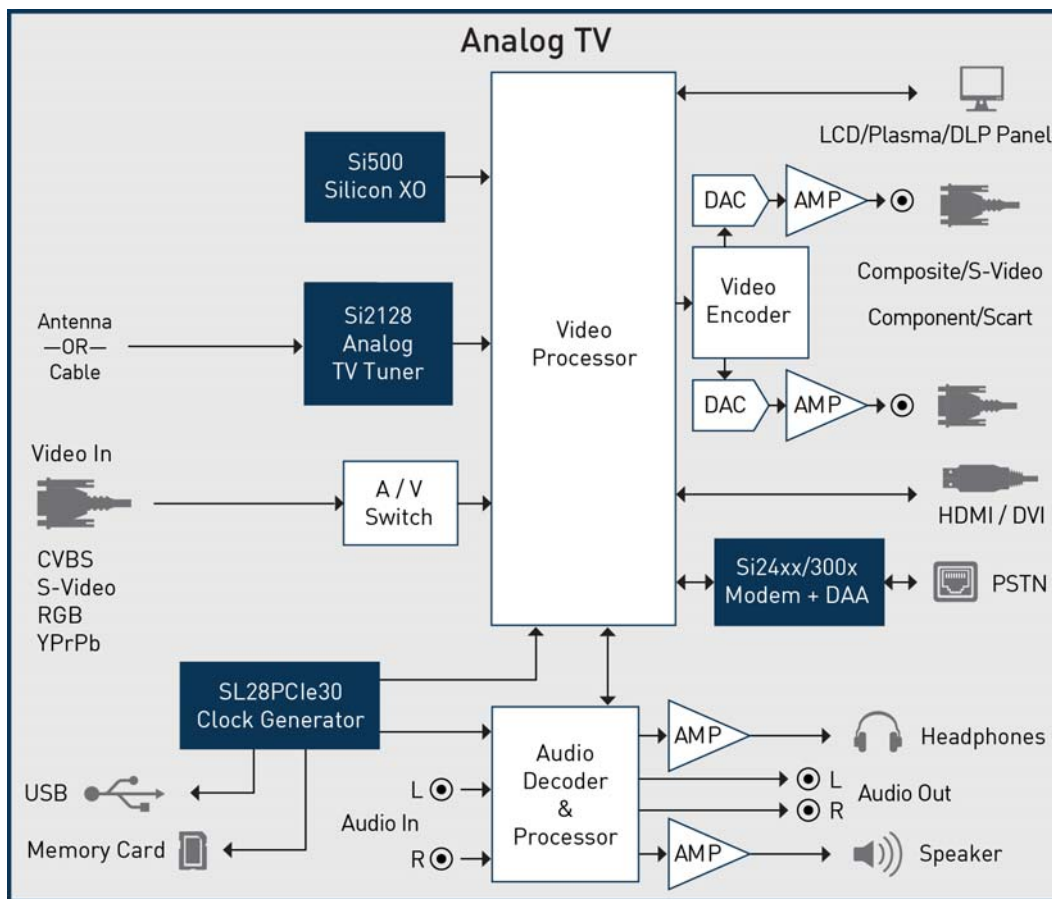 Analog TV
Si500
Silicon XO
Antenna
—OR—
Cable
Si2128
Analog
TV Tuner
Video In
CVBS
S-Video
RGB
YPrPb
A / V
Switch
Video
Processor
LCD/Plasma/DLP Panel
DAC
AMP
Video
Encoder
Composite/S-Video
Component/Scart
DAC
AMP
HDMI / DVI
Si24xx/300x
Modem + DAA
PSTN
SL28PCIe30
Clock Generator
USB
Memory Card
L
Audio In
R
Audio
Decoder
&
Processor
AMP
Headphones
L
R
Audio Out
AMP
Speaker